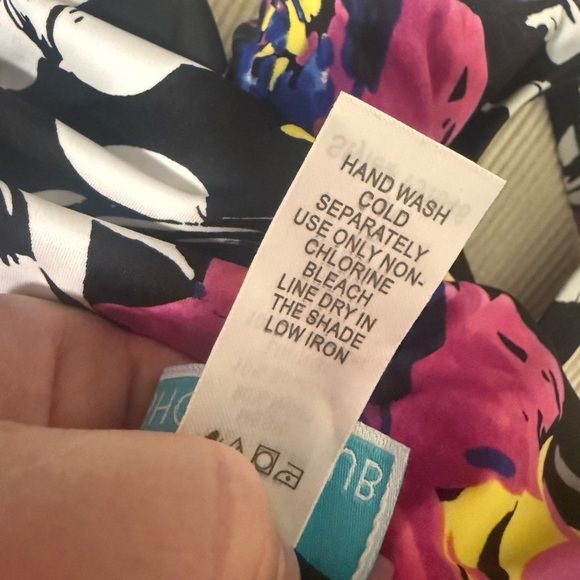 HAND WASH
COLD
SEPARATELY
USE ONLY NON-
CHLORINE
BLEACH
LINE DRY IN
THE SHADE
LOW IRON